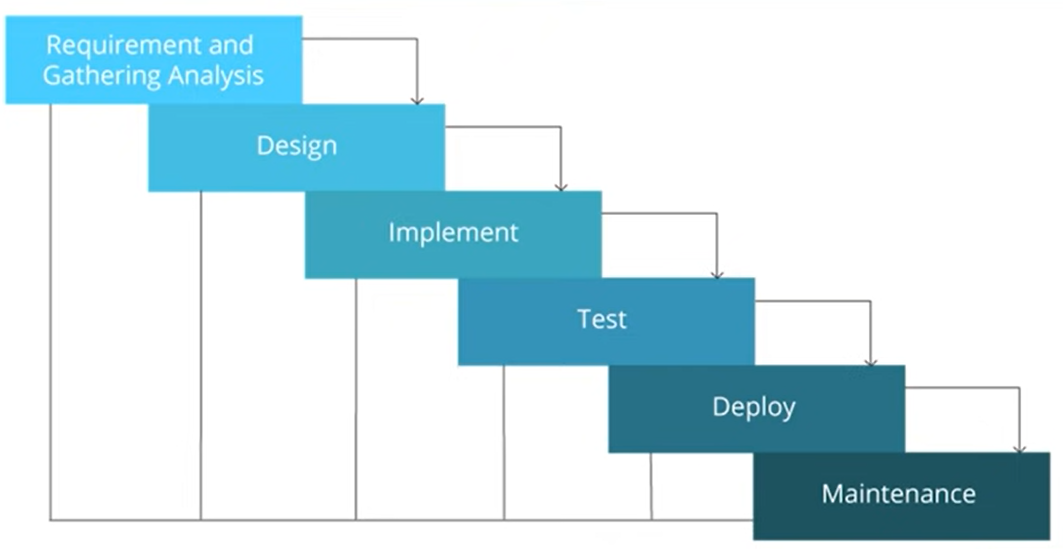 Requirement and
Gathering Analysis
Design
Implement
Test
Deploy
Maintenance